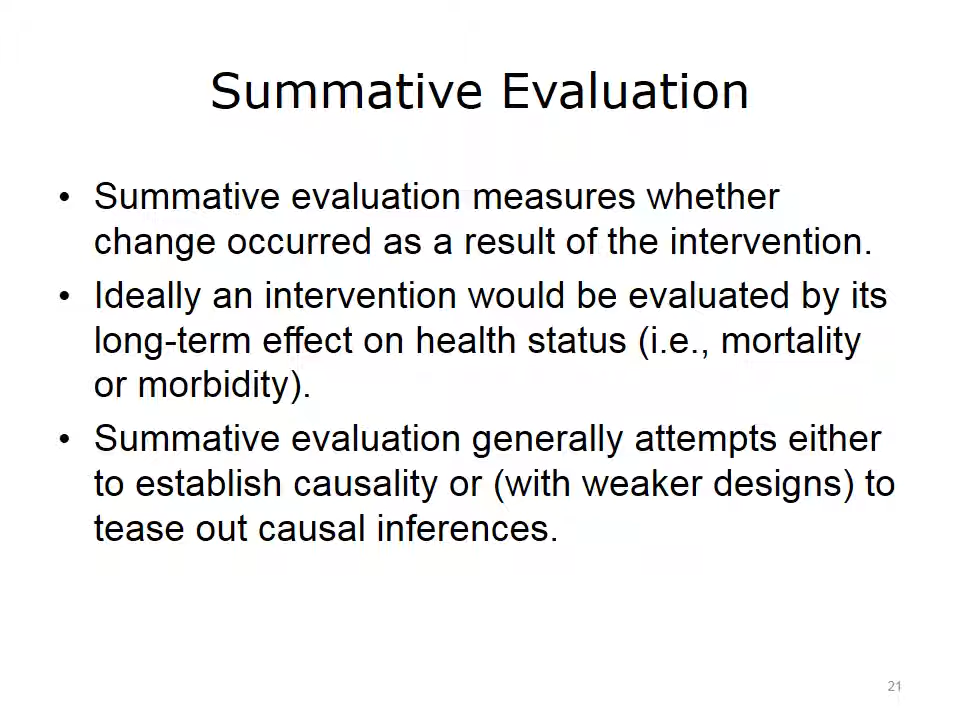 Summative Evaluation
• Summative evaluation measures whether
change occurred as a result of the intervention.
• Ideally an intervention would be evaluated by its
long-term effect on health status (i.e., mortality
or morbidity).
• Summative evaluation generally attempts either
to establish causality or (with weaker designs) to
tease out causal inferences.
21